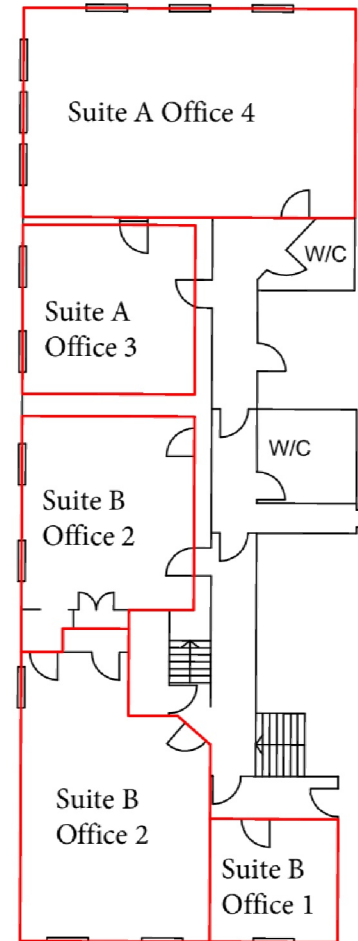 Suite A Office 4
W/C
Suite A
Office 3
W/C
Suite B
Office 2
Suite B
Office 2
Suite B
Office 1